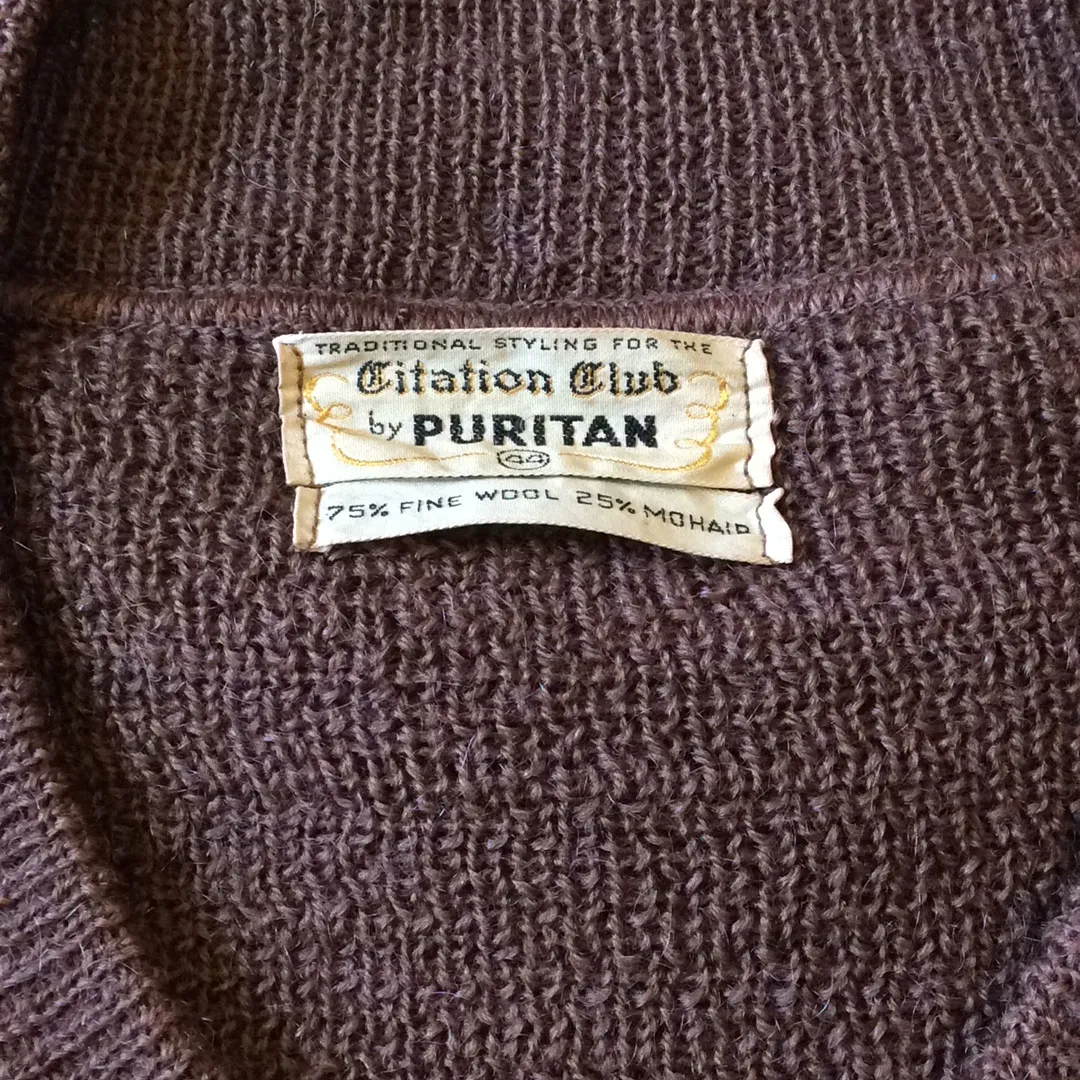 TRADITIONAL STYLING FOR THE
Citation Club
by PURITAN
44
75% FINE WOOL 25% MOHAIR